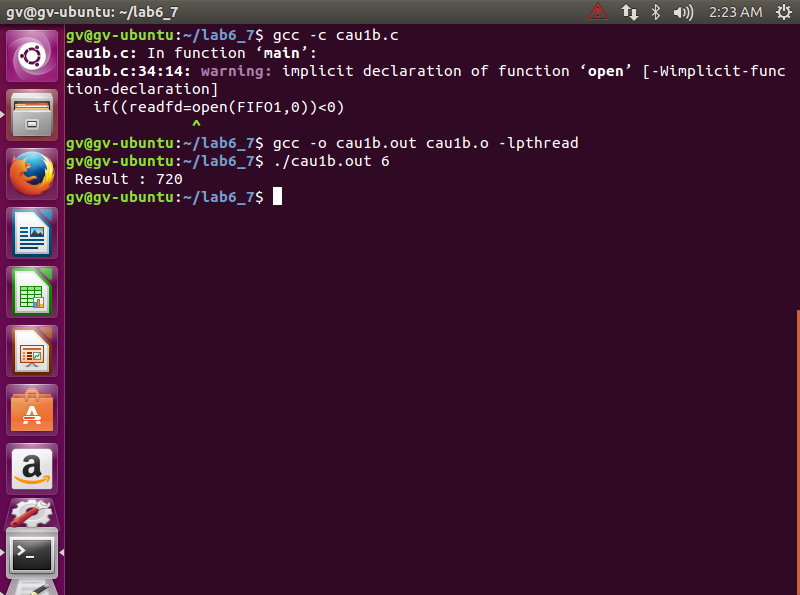 gv@gv-ubuntu: ~/lab6_7
2:23 AM
gv@gv-ubuntu:~/lab6_7$ gcc -c cau1b.c
cau1b.c: In function ‘main’:
cau1b.c:34:14: warning: implicit declaration of function ‘open’ [-Wimplicit-func
tion-declaration]
   if((readfd=open(FIFO1,0))<0)
              ^
gv@gv-ubuntu:~/lab6_7$ gcc -o cau1b.out cau1b.o -lpthread
gv@gv-ubuntu:~/lab6_7$ ./cau1b.out 6
 Result : 720
gv@gv-ubuntu:~/lab6_7$